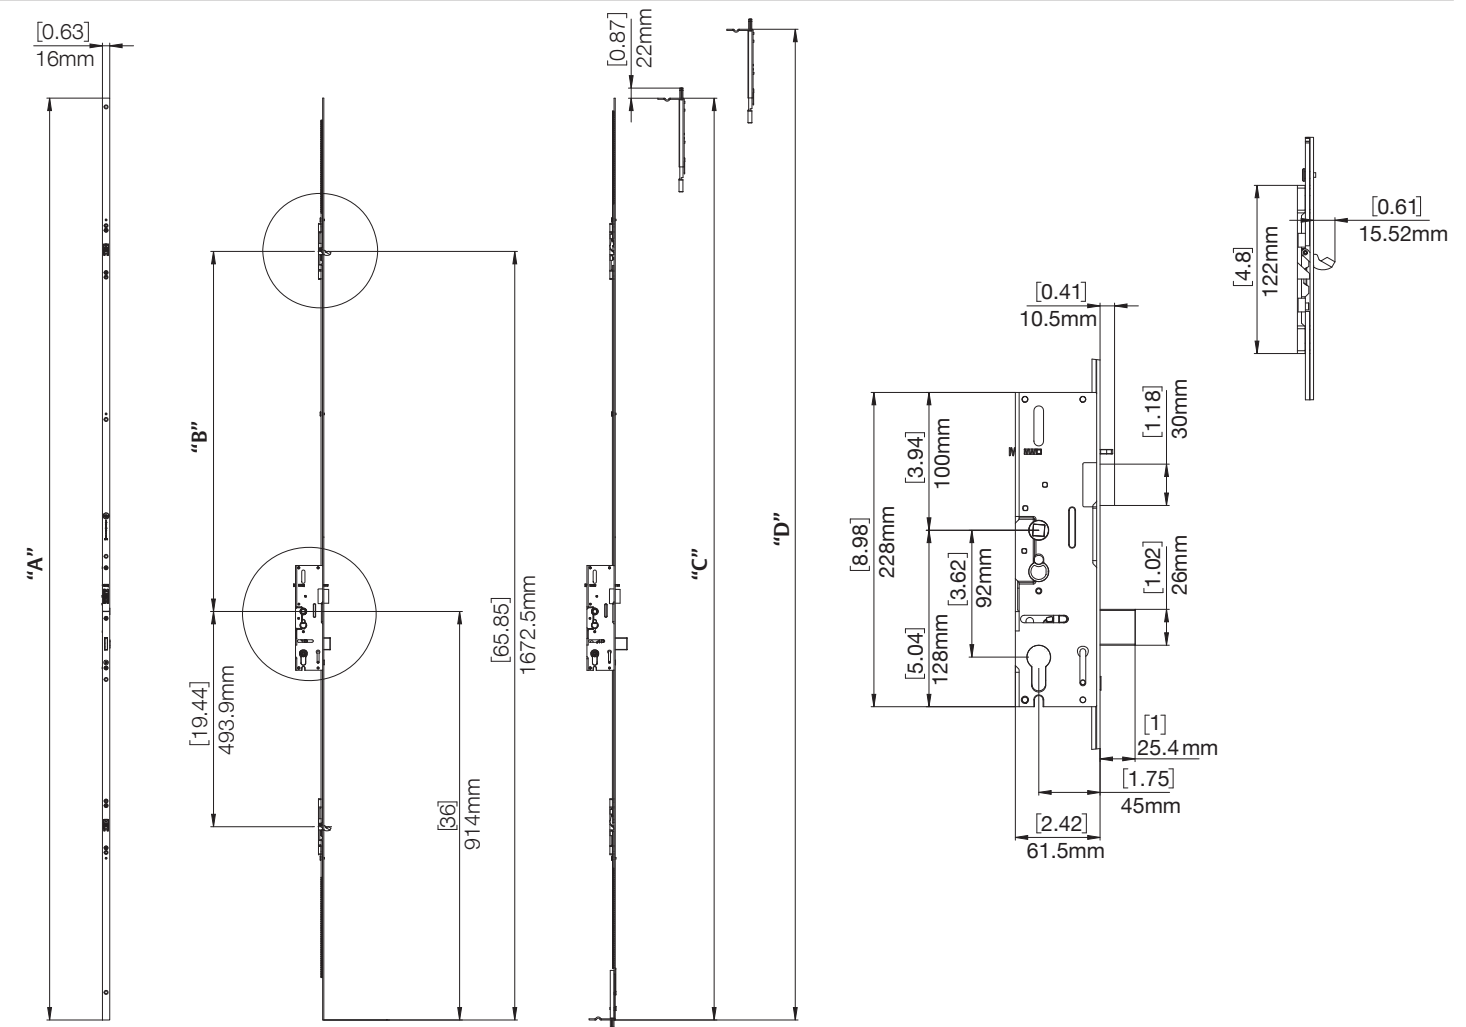 [0.63]
16mm
“A”
“B”
[19.44]
493.9mm
[65.85]
1672.5mm
[36]
914mm
[0.87]
22mm
“C”
“D”
[0.41]
10.5mm
[8.98]
228mm
[3.94]
100mm
[3.62]
92mm
[5.04]
128mm
[1.18]
30mm
[1.02]
26mm
[1]
25.4 mm
[1.75]
45mm
[2.42]
61.5mm
[4.8]
122mm
[0.61]
15.52mm